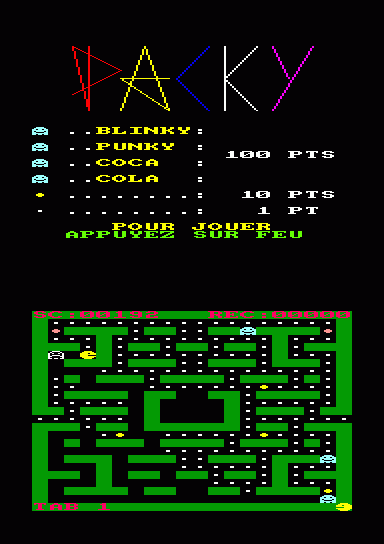 PACKY
..BLINKY:
..PUNKY :
..COCA  :
100 PTS
..COLA  :
........: 10 PTS
........: 1 PT
POUR JOUER
APPUYEZ SUR FEU